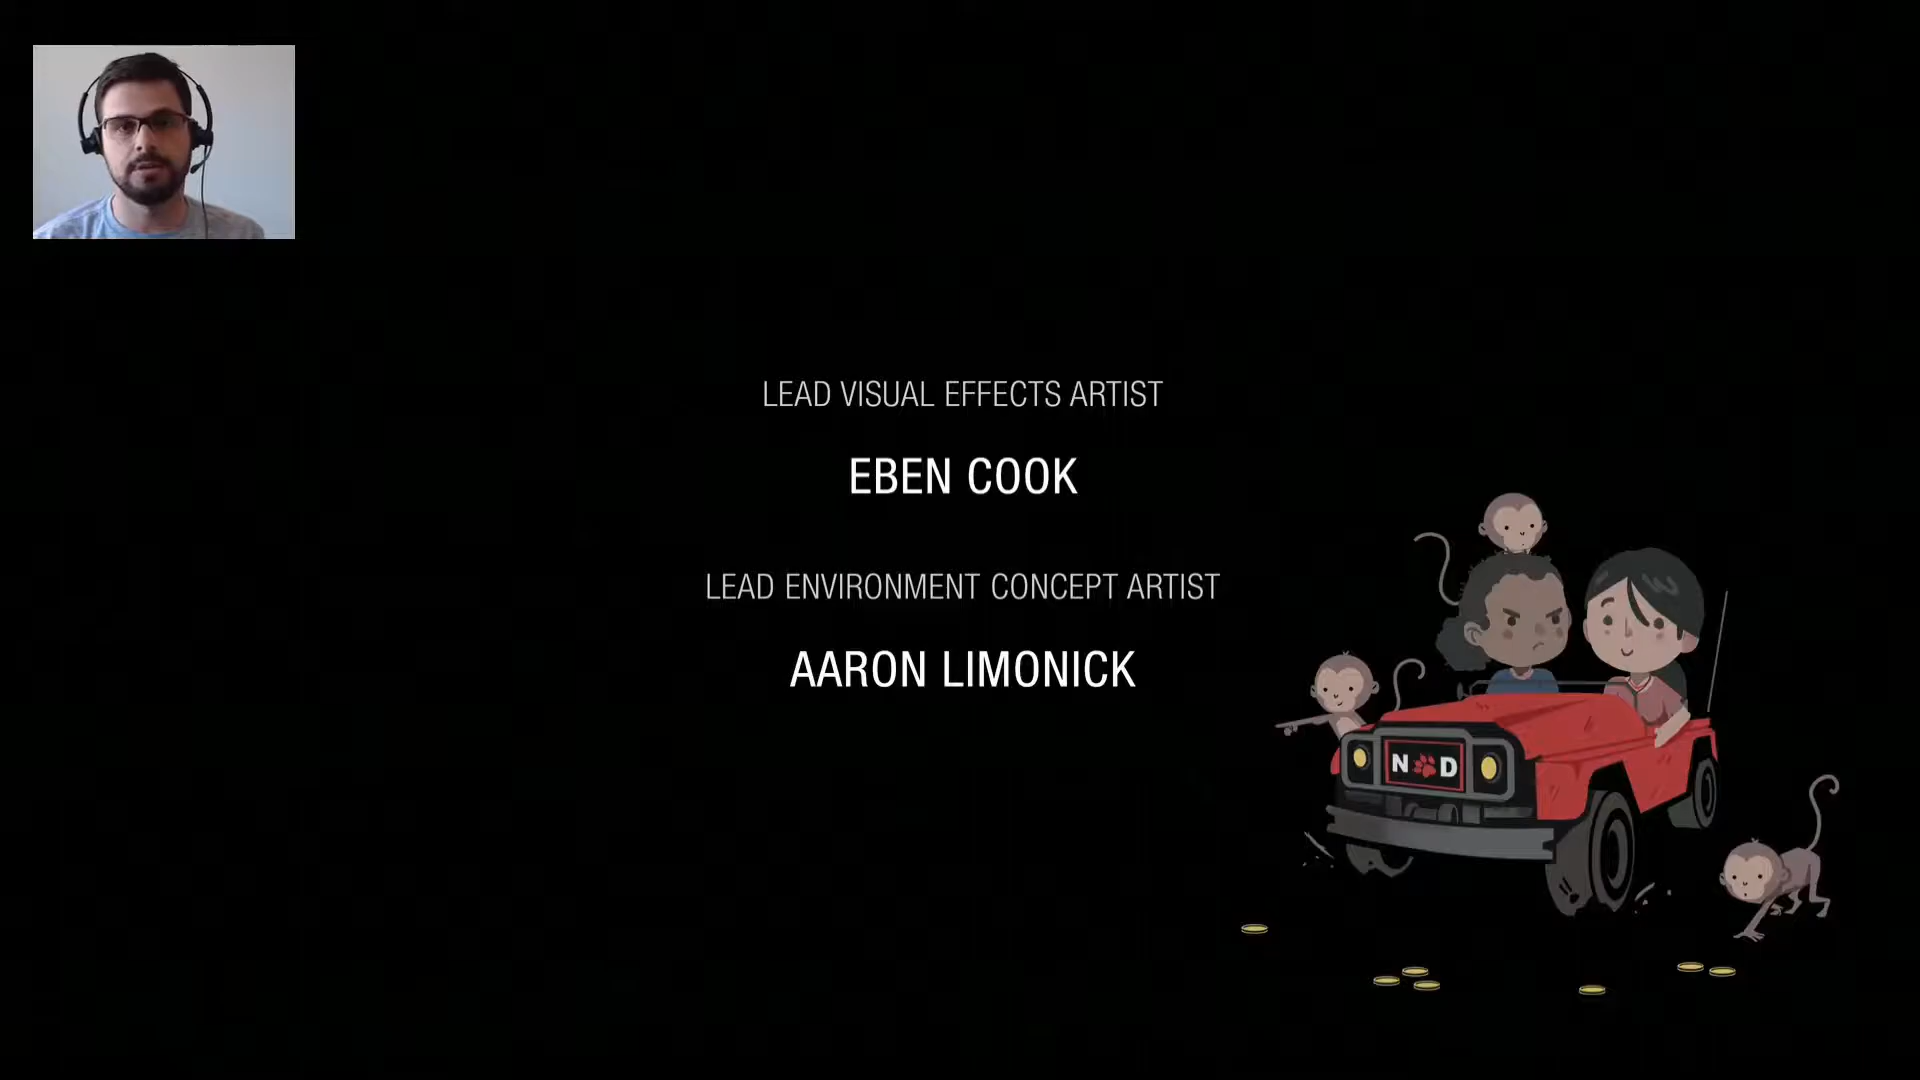 LEAD VISUAL EFFECTS ARTIST
EBEN COOK
LEAD ENVIRONMENT CONCEPT ARTIST
AARON LIMONICK
N D